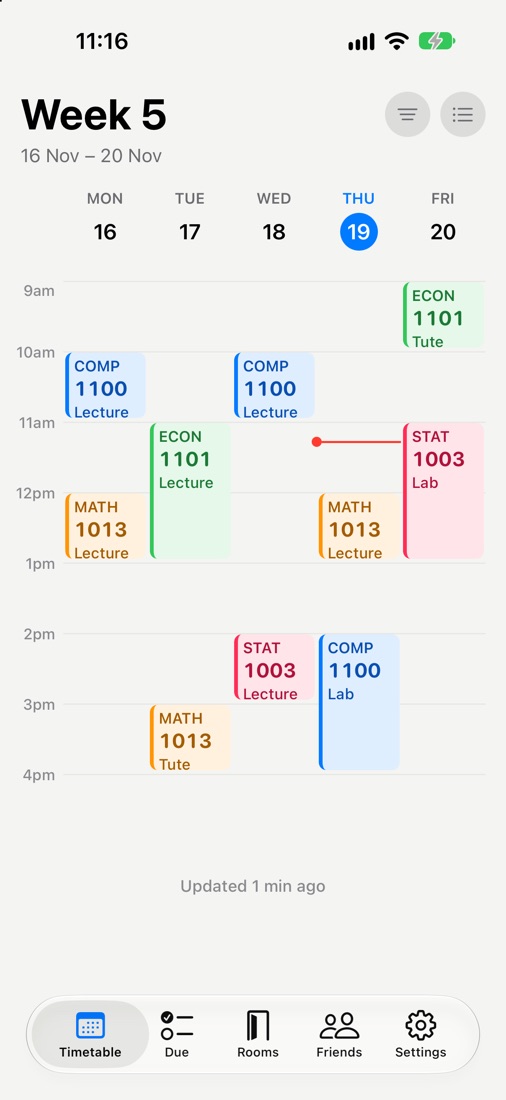 11:16
Week 5
16 Nov – 20 Nov
MON TUE WED THU FRI
16 17 18 19 20
9am
10am
11am
12pm
1pm
2pm
3pm
4pm
ECON
1101
Tute
COMP
1100
Lecture
COMP
1100
Lecture
ECON
1101
Lecture
STAT
1003
Lab
MATH
1013
Lecture
MATH
1013
Lecture
STAT
1003
Lecture
COMP
1100
Lab
MATH
1013
Tute
Updated 1 min ago
Timetable
Due
Rooms
Friends
Settings